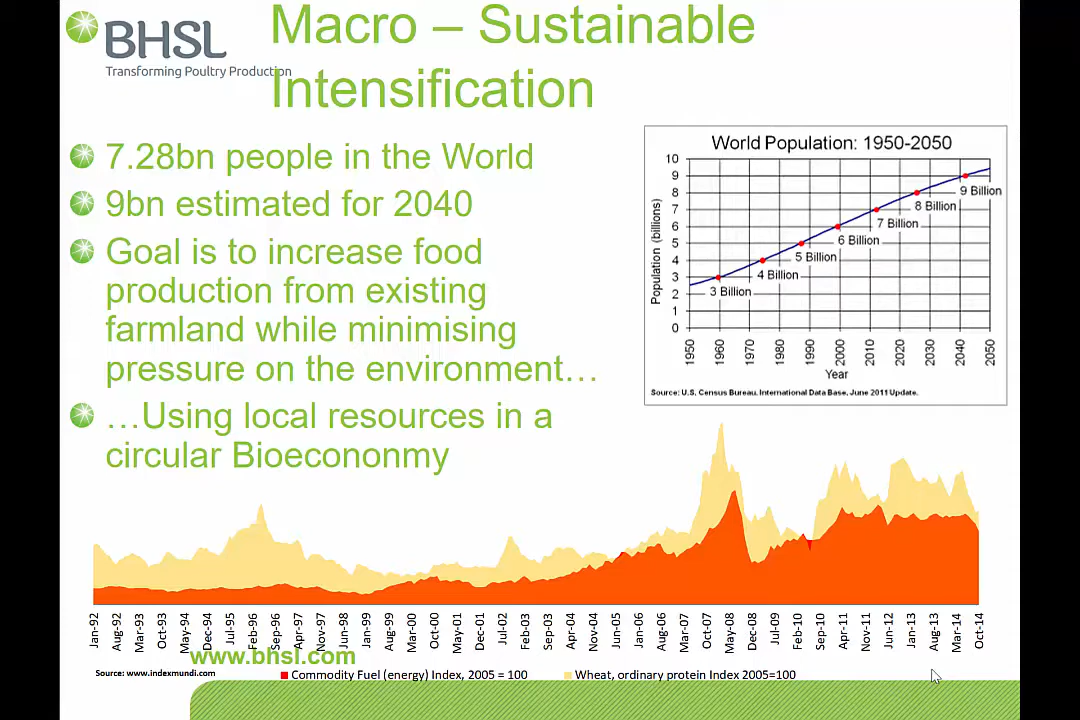 Macro – Sustainable
Intensification
BHSL
Transforming Poultry Production
7.28bn people in the World
9bn estimated for 2040
Goal is to increase food
production from existing
farmland while minimising
pressure on the environment…
…Using local resources in a
circular Bioecononmy
World Population: 1950-2050
Population (billions)
10
9
8
7
6
5
4
3
2
1
0
3 Billion
4 Billion
5 Billion
6 Billion
7 Billion
8 Billion
9 Billion
1950 1960 1970 1980 1990 2000 2010 2020 2030 2040 2050
Year
Source: U.S. Census Bureau, International Data Base, June 2011 Update.
Jan-92 Aug-92 Mar-93 Oct-93 May-94 Dec-94 Jul-95 Feb-96 Sep-96 Apr-97 Nov-97 Jun-98 Jan-99 Aug-99 Mar-00 Oct-00 May-01 Dec-01 Jul-02 Feb-03 Sep-03 Apr-04 Nov-04 Jun-05 Jan-06 Aug-06 Mar-07 Oct-07 May-08 Dec-08 Jul-09 Feb-10 Sep-10 Apr-11 Nov-11 Jun-12 Jan-13 Aug-13 Mar-14 Oct-14
www.bhsl.com
Source: www.indexmundi.com
Commodity Fuel (energy) Index, 2005 = 100
Wheat, ordinary protein Index 2005=100